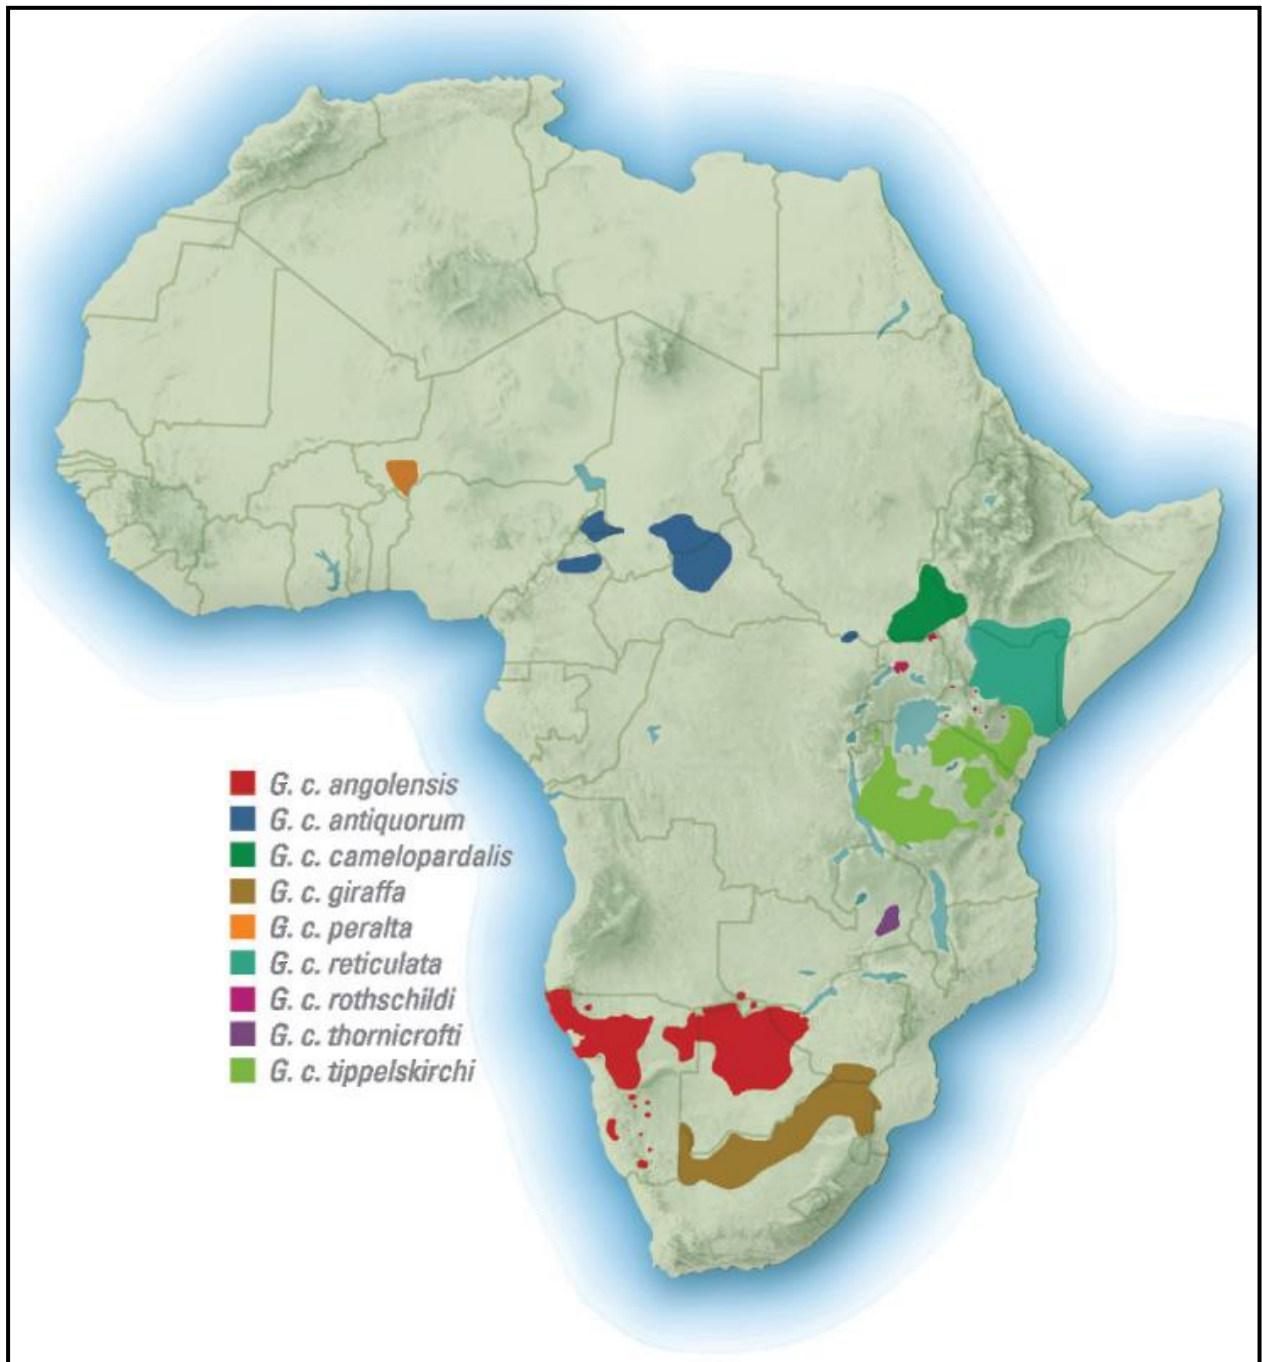 G. c. angolensis
G. c. antiquorum
G. c. camelopardalis
G. c. giraffa
G. c. peralta
G. c. reticulata
G. c. rothschildi
G. c. thornicrofti
G. c. tippelskirchi